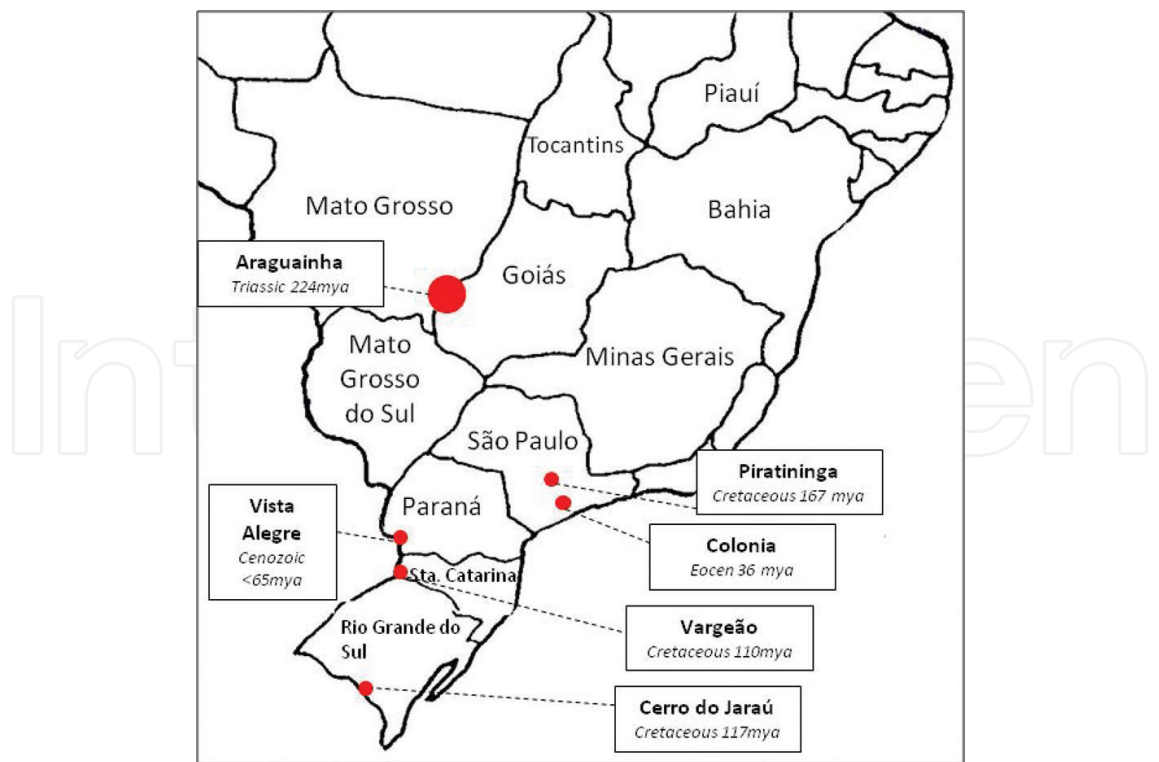 Piauí
Tocantins
Mato Grosso
Bahia
Araguainha
Triassic 224mya
Goiás
Mato
Grosso
do Sul
Minas Gerais
São Paulo
Piratininga
Cretaceous 167 mya
Vista
Alegre
Cenozoic
<65mya
Paraná
Colonia
Eocen 36 mya
Sta. Catarina
Vargeão
Cretaceous 110mya
Rio Grande do
Sul
Cerro do Jaraú
Cretaceous 117mya